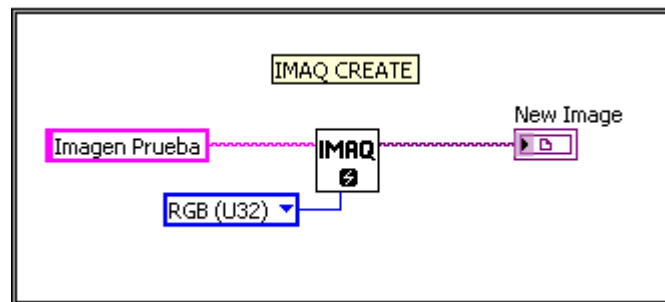 IMAQ CREATE
New Image
Imagen Prueba
IMAQ
RGB (U32)